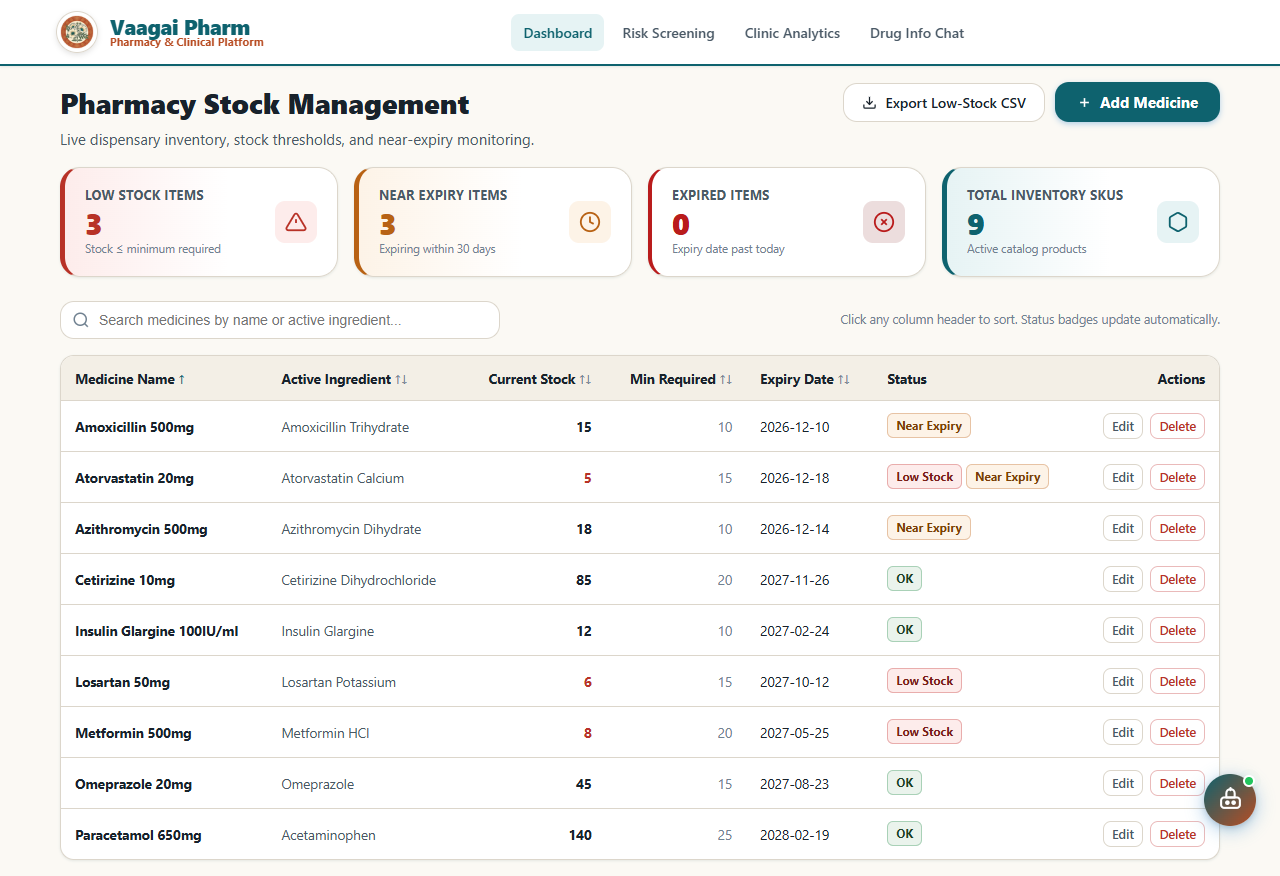 Vaagai Pharm
Pharmacy & Clinical Platform
Dashboard
Risk Screening
Clinic Analytics
Drug Info Chat
Pharmacy Stock Management
Live dispensary inventory, stock thresholds, and near-expiry monitoring.
Export Low-Stock CSV
+ Add Medicine
LOW STOCK ITEMS
3
Stock ≤ minimum required
NEAR EXPIRY ITEMS
3
Expiring within 30 days
EXPIRED ITEMS
0
Expiry date past today
TOTAL INVENTORY SKUS
9
Active catalog products
Search medicines by name or active ingredient...
Click any column header to sort. Status badges update automatically.
Medicine Name ↑ Active Ingredient ↑↓ Current Stock ↑↓ Min Required ↑↓ Expiry Date ↑↓ Status Actions
Amoxicillin 500mg Amoxicillin Trihydrate 15 10 2026-12-10 Near Expiry Edit Delete
Atorvastatin 20mg Atorvastatin Calcium 5 15 2026-12-18 Low Stock Near Expiry Edit Delete
Azithromycin 500mg Azithromycin Dihydrate 18 10 2026-12-14 Near Expiry Edit Delete
Cetirizine 10mg Cetirizine Dihydrochloride 85 20 2027-11-26 OK Edit Delete
Insulin Glargine 100IU/ml Insulin Glargine 12 10 2027-02-24 OK Edit Delete
Losartan 50mg Losartan Potassium 6 15 2027-10-12 Low Stock Edit Delete
Metformin 500mg Metformin HCl 8 20 2027-05-25 Low Stock Edit Delete
Omeprazole 20mg Omeprazole 45 15 2027-08-23 OK Edit Delete
Paracetamol 650mg Acetaminophen 140 25 2028-02-19 OK Edit Delete